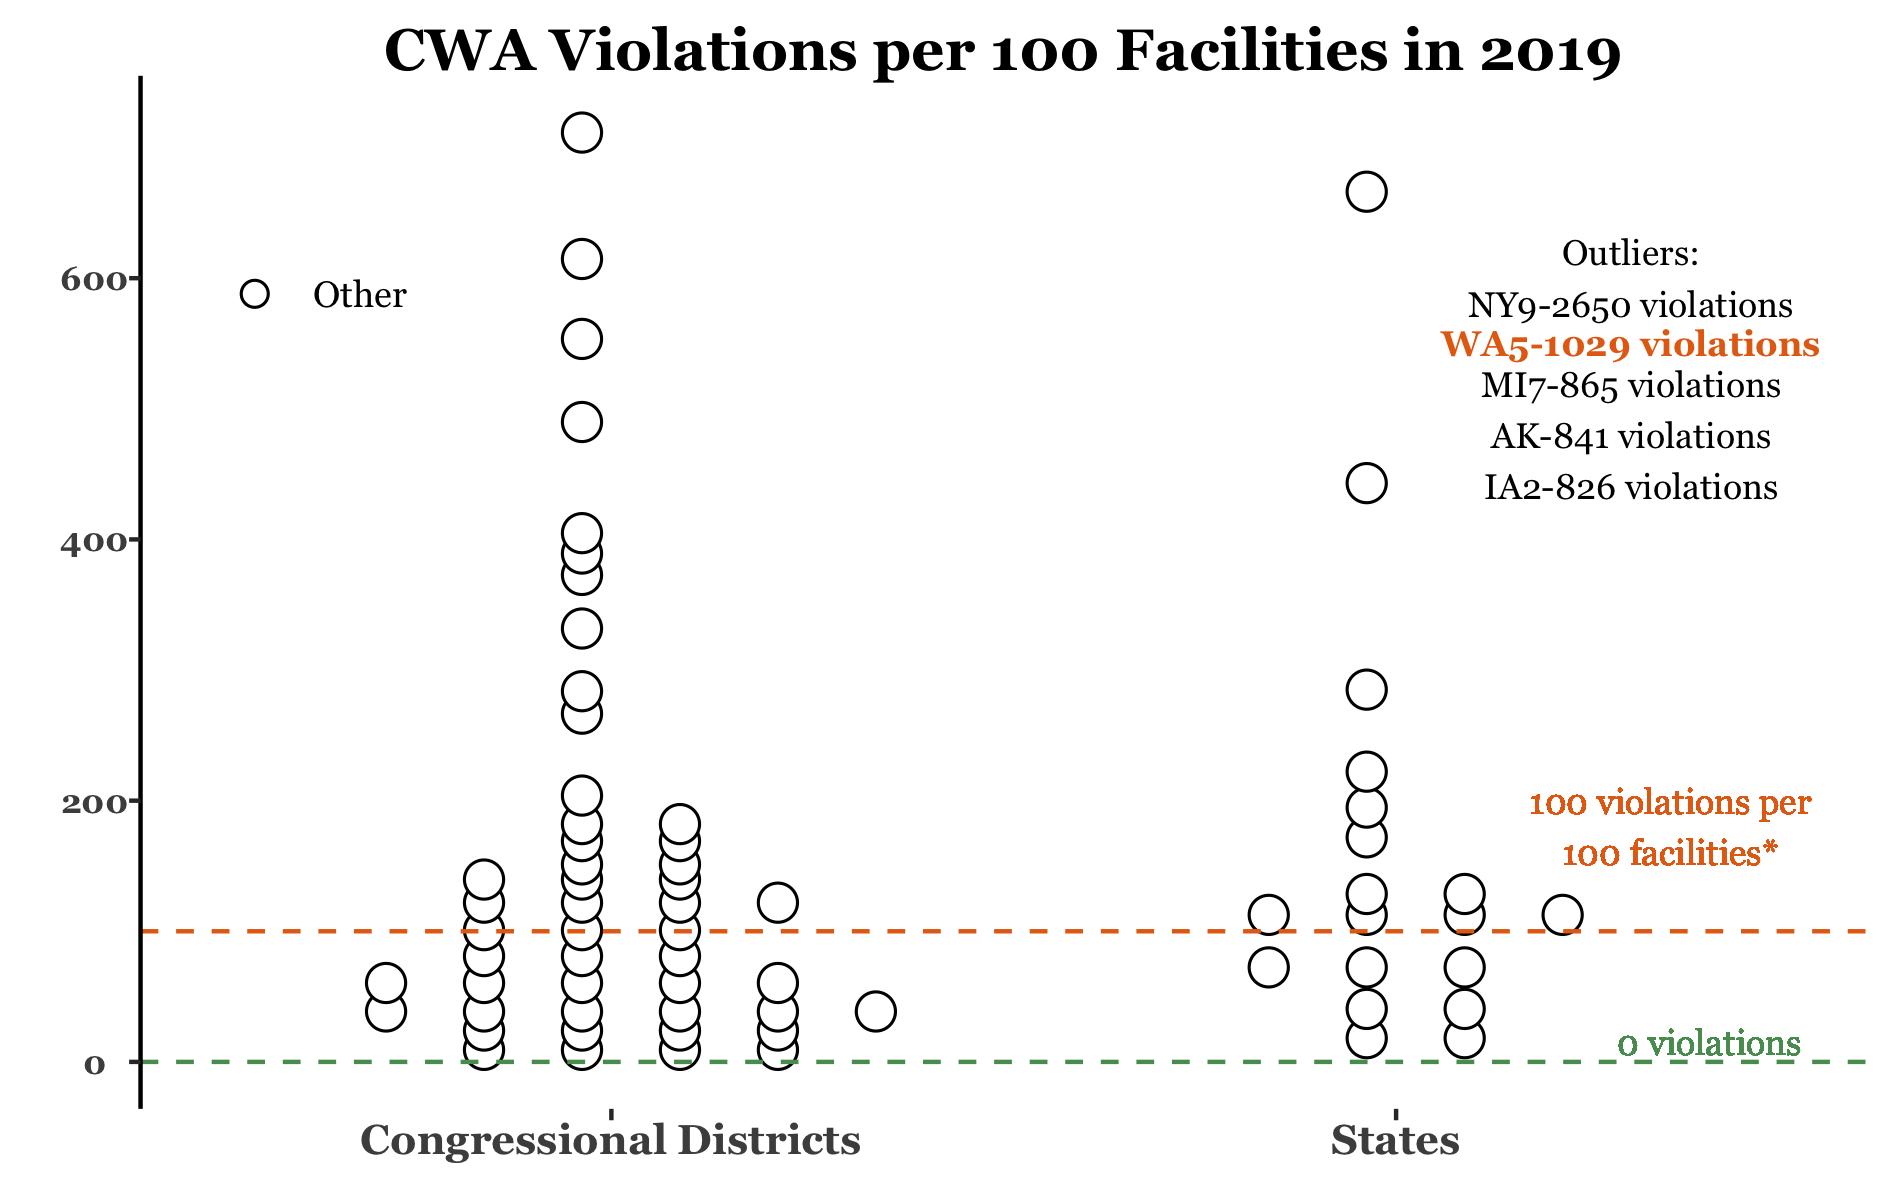 CWA Violations per 100 Facilities in 2019
600
400
200
0
Other
Outliers:
NY9-2650 violations
WA5-1029 violations
MI7-865 violations
AK-841 violations
IA2-826 violations
100 violations per
100 facilities*
0 violations
Congressional Districts
States